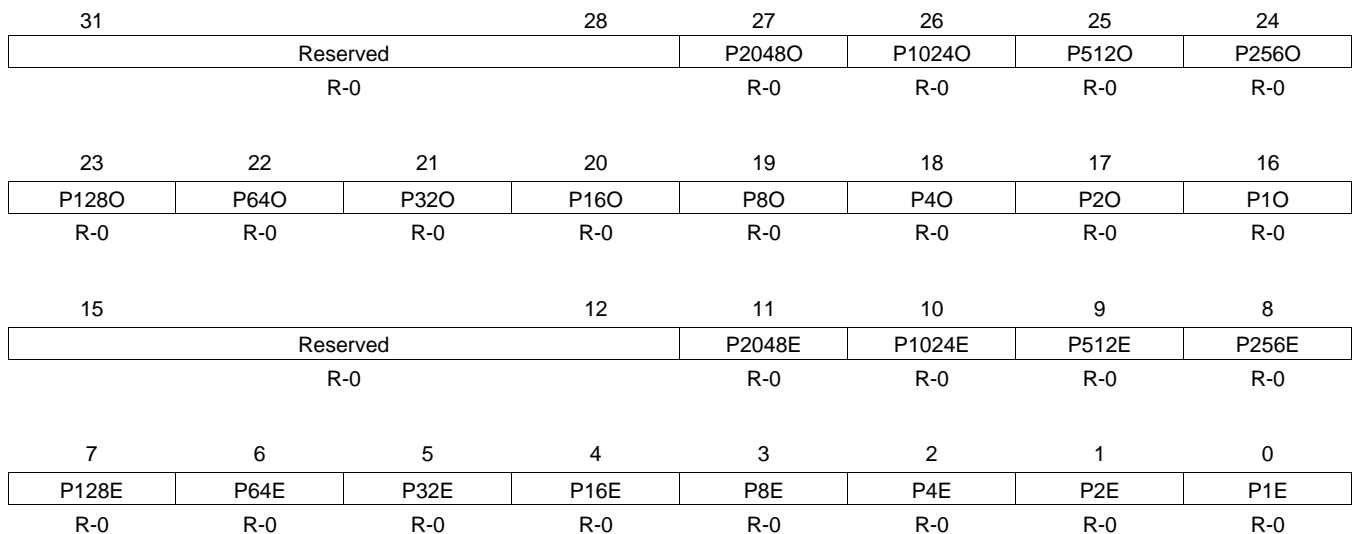 31 28 27 26 25 24
Reserved P2048O P1024O P512O P256O
R-0 R-0 R-0 R-0 R-0
23 22 21 20 19 18 17 16
P128O P64O P32O P16O P8O P4O P2O P1O
R-0 R-0 R-0 R-0 R-0 R-0 R-0 R-0
15 12 11 10 9 8
Reserved P2048E P1024E P512E P256E
R-0 R-0 R-0 R-0 R-0
7 6 5 4 3 2 1 0
P128E P64E P32E P16E P8E P4E P2E P1E
R-0 R-0 R-0 R-0 R-0 R-0 R-0 R-0